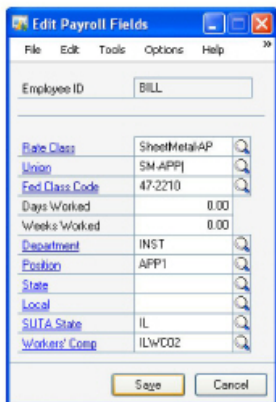 Edit Payroll Fields
File Edit Tools Options Help »
Employee ID BILL
Rate Class SheetMetal-AP
Union SM-APP|
Fed Class Code 47-2210
Days Worked 0.00
Weeks Worked 0.00
Department INST
Position APP1
State
Local
SUTA State IL
Workers' Comp ILWC02
Save Cancel